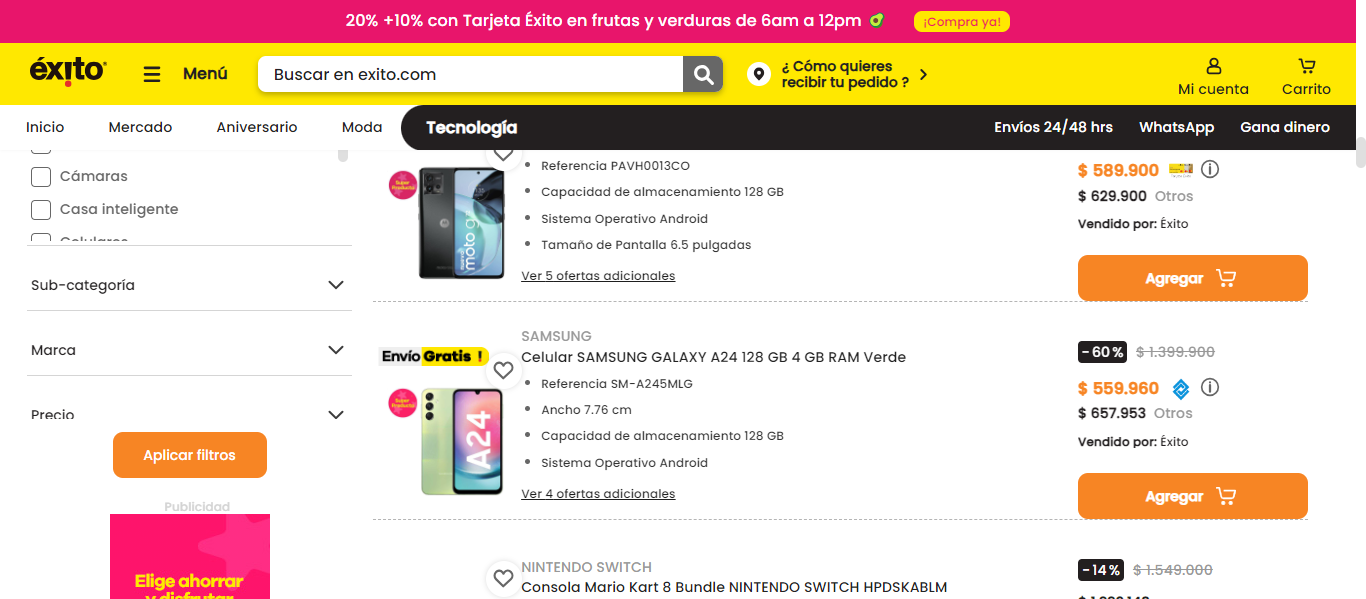 20% +10% con Tarjeta Éxito en frutas y verduras de 6am a 12pm
¡Compra ya!
éxito
Menú
Buscar en exito.com
¿ Cómo quieres
recibir tu pedido ?
Mi cuenta
Carrito
Inicio
Mercado
Aniversario
Moda
Tecnología
Envíos 24/48 hrs
WhatsApp
Gana dinero
Cámaras
Casa inteligente
Celulares
Sub-categoría
Marca
Precio
Aplicar filtros
Publicidad
Elige ahorrar
y disfrutar
Super
Producto
moto g
Referencia PAVH0013CO
Capacidad de almacenamiento 128 GB
Sistema Operativo Android
Tamaño de Pantalla 6.5 pulgadas
Ver 5 ofertas adicionales
$ 589.900
$ 629.900 Otros
Vendido por: Éxito
Agregar
Envío Gratis !
Super
Producto
A24
SAMSUNG
Celular SAMSUNG GALAXY A24 128 GB 4 GB RAM Verde
Referencia SM-A245MLG
Ancho 7.76 cm
Capacidad de almacenamiento 128 GB
Sistema Operativo Android
Ver 4 ofertas adicionales
- 60 % $ 1.399.900
$ 559.960
$ 657.953 Otros
Vendido por: Éxito
Agregar
NINTENDO SWITCH
Consola Mario Kart 8 Bundle NINTENDO SWITCH HPDSKABLM
- 14 % $ 1.549.000